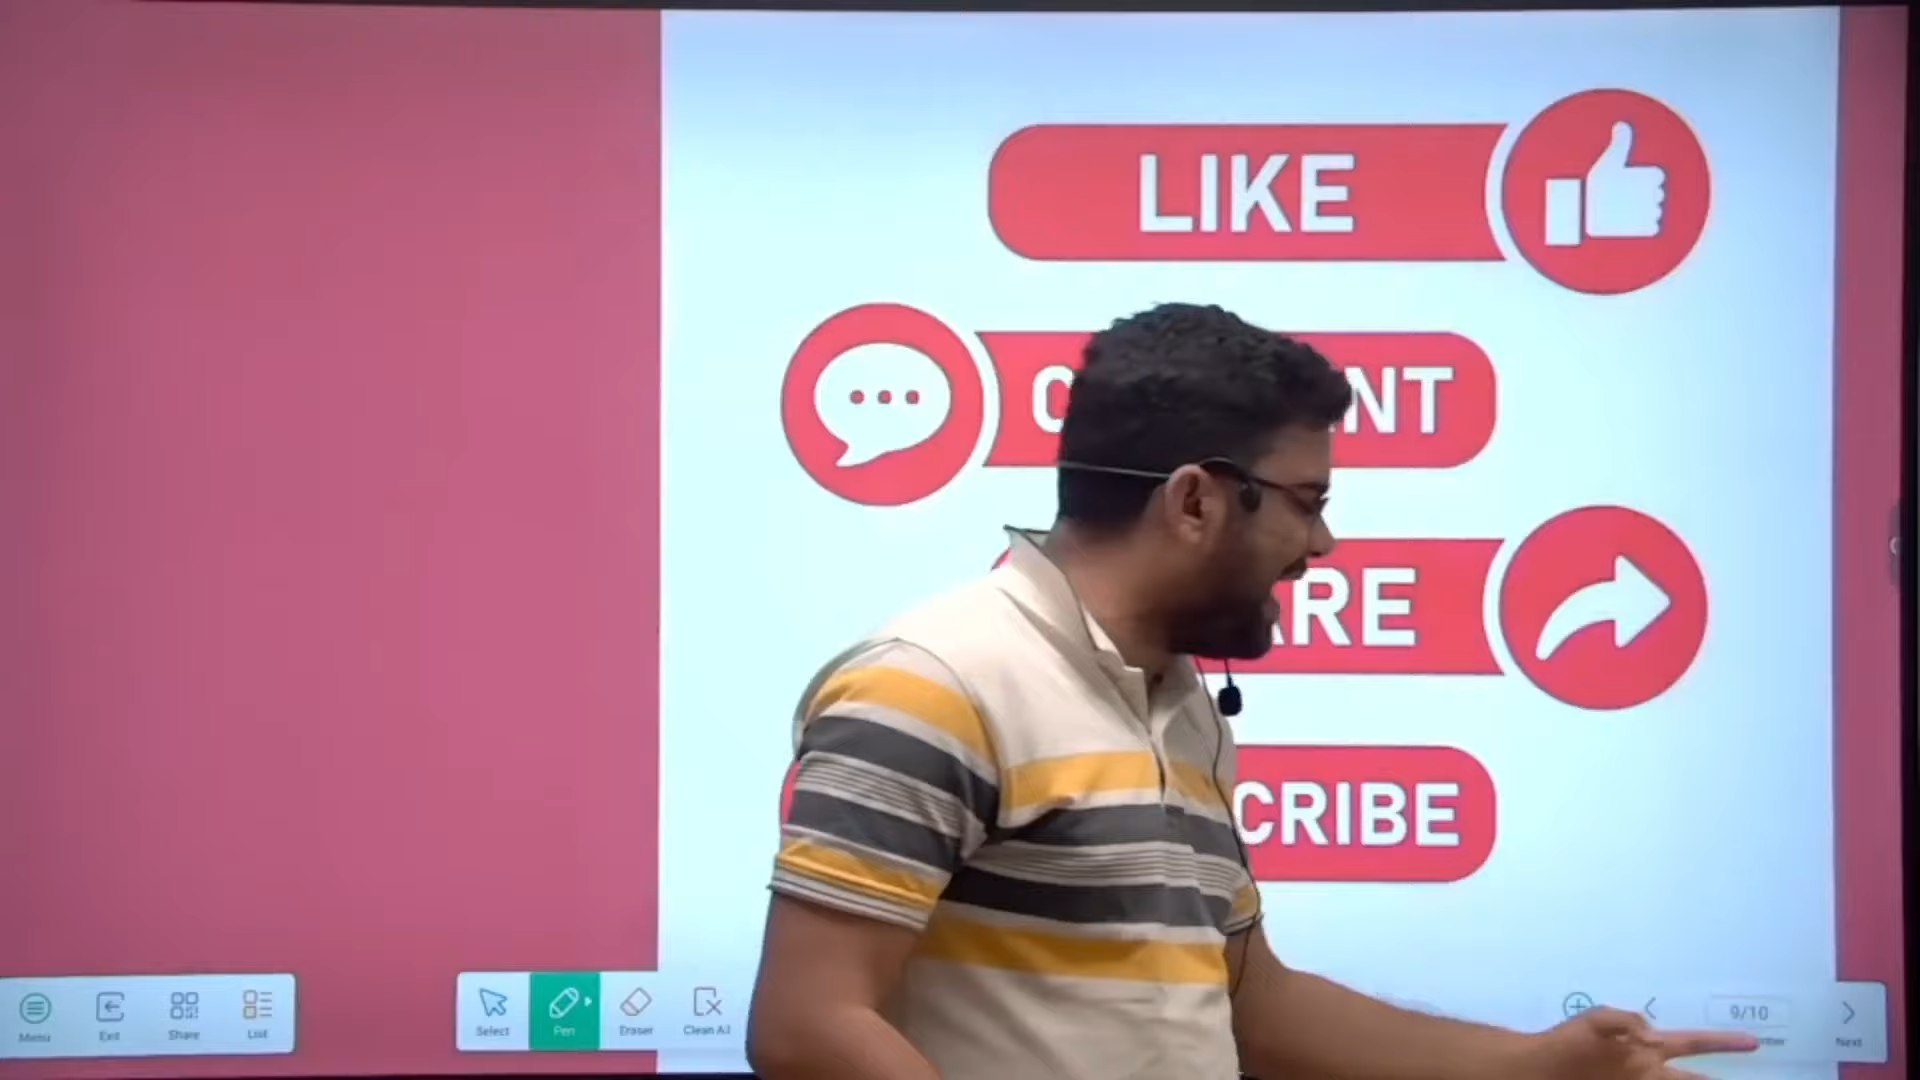 LIKE
NT
ARE
CRIBE
Menu Exit Share List Select Pen Eraser Clean All 9/10 Next